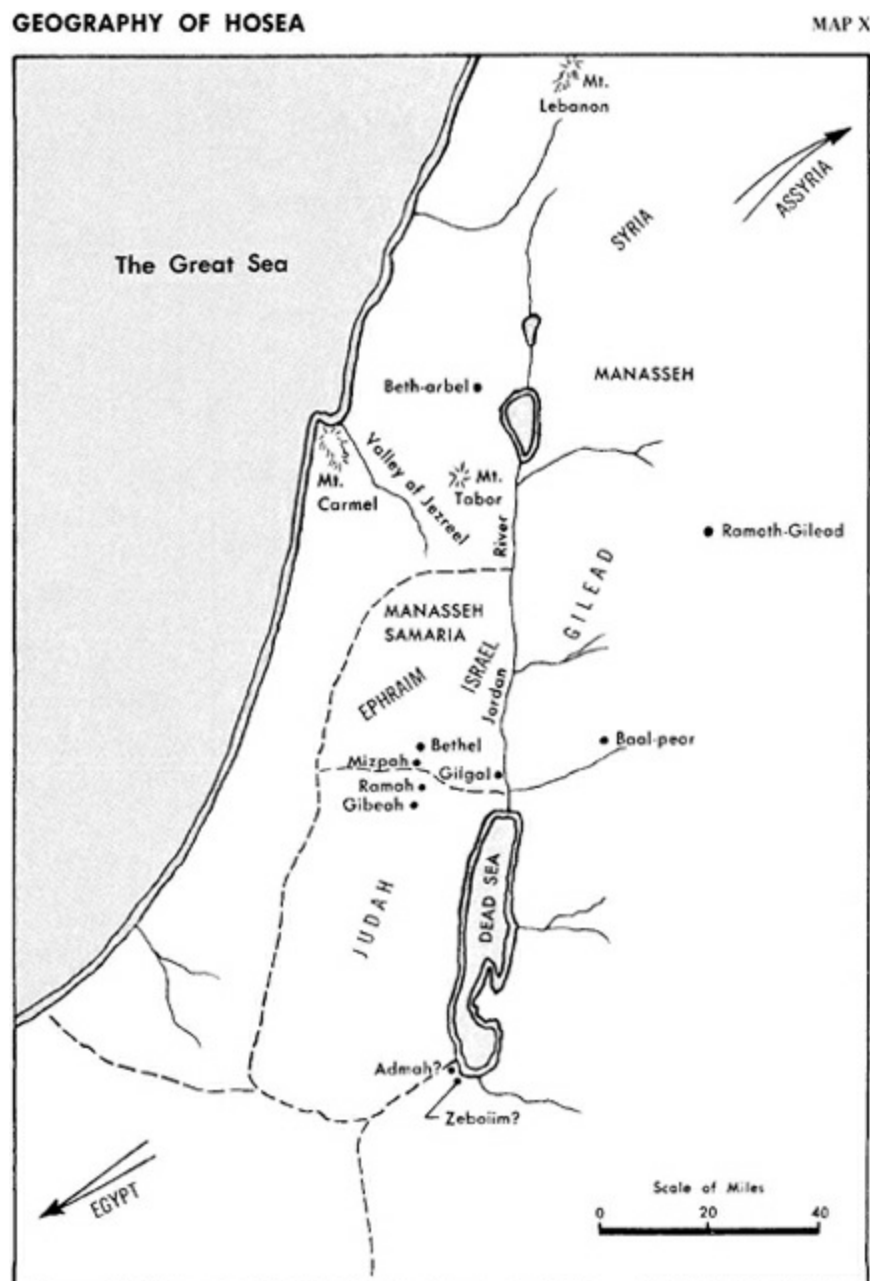 GEOGRAPHY OF HOSEA
MAP X
Mt.
Lebanon
ASSYRIA
SYRIA
The Great Sea
MANASSEH
Beth-arbel
Valley of Jezreel
Mt.
Carmel
Mt.
Tabor
River
Ramoth-Gilead
GILEAD
MANASSEH
SAMARIA
ISRAEL
EPHRAIM
Jordan
Bethel
Baal-peor
Mizpah
Gilgal
Ramah
Gibeah
JUDAH
DEAD SEA
Admah?
Zeboiim?
EGYPT
Scale of Miles
0 20 40